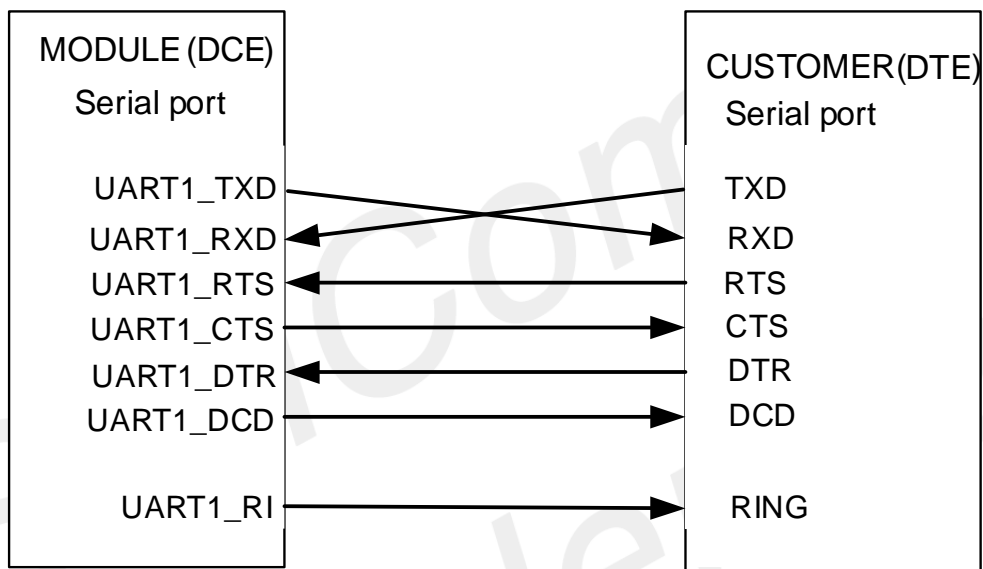 MODULE (DCE)
Serial port
UART1_TXD
UART1_RXD
UART1_RTS
UART1_CTS
UART1_DTR
UART1_DCD
UART1_RI
CUSTOMER(DTE)
Serial port
TXD
RXD
RTS
CTS
DTR
DCD
RING